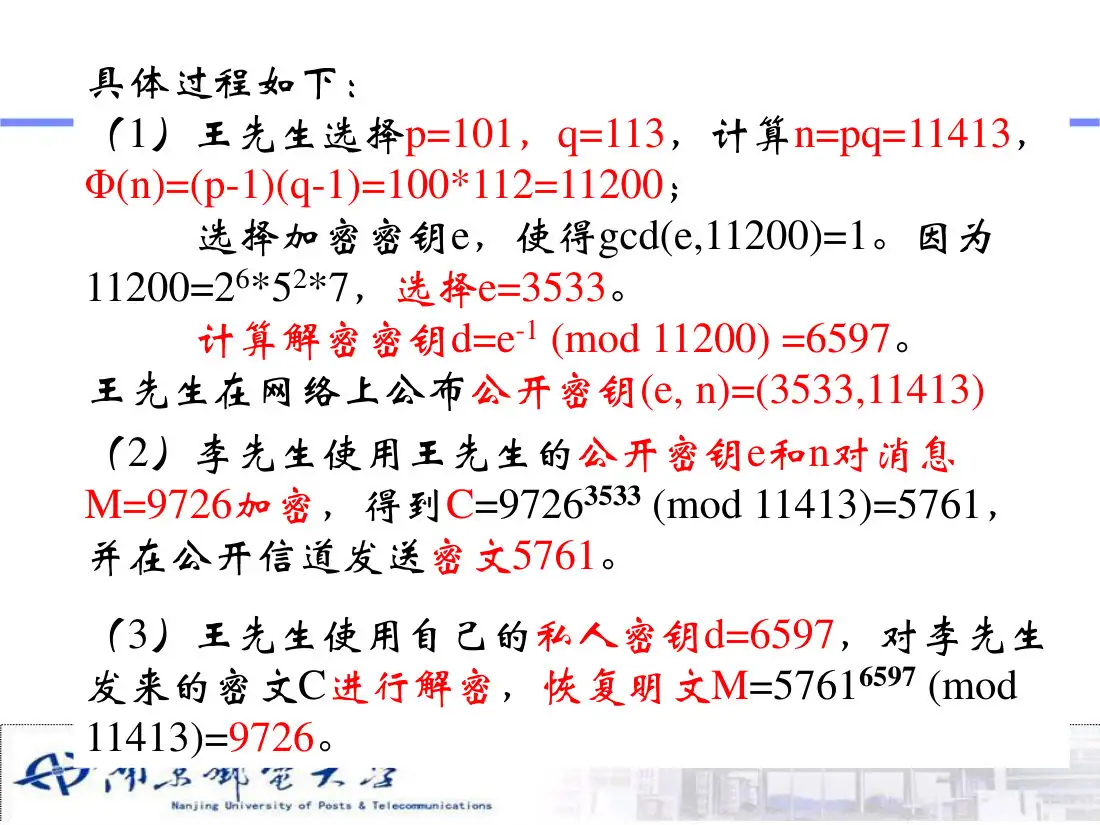 具体过程如下：
（1）王先生选择p=101，q=113，计算n=pq=11413，
Φ(n)=(p-1)(q-1)=100*112=11200；
选择加密密钥e，使得gcd(e,11200)=1。因为
11200=2⁶*5²*7，选择e=3533。
计算解密密钥d=e⁻¹ (mod 11200) =6597。
王先生在网络上公布公开密钥(e, n)=(3533,11413)
（2）李先生使用王先生的公开密钥e和n对消息
M=9726加密，得到C=9726³⁵³³ (mod 11413)=5761，
并在公开信道发送密文5761。
（3）王先生使用自己的私人密钥d=6597，对李先生
发来的密文C进行解密，恢复明文M=5761⁶⁵⁹⁷ (mod
11413)=9726。
南京邮电大学
Nanjing University of Posts & Telecommunications